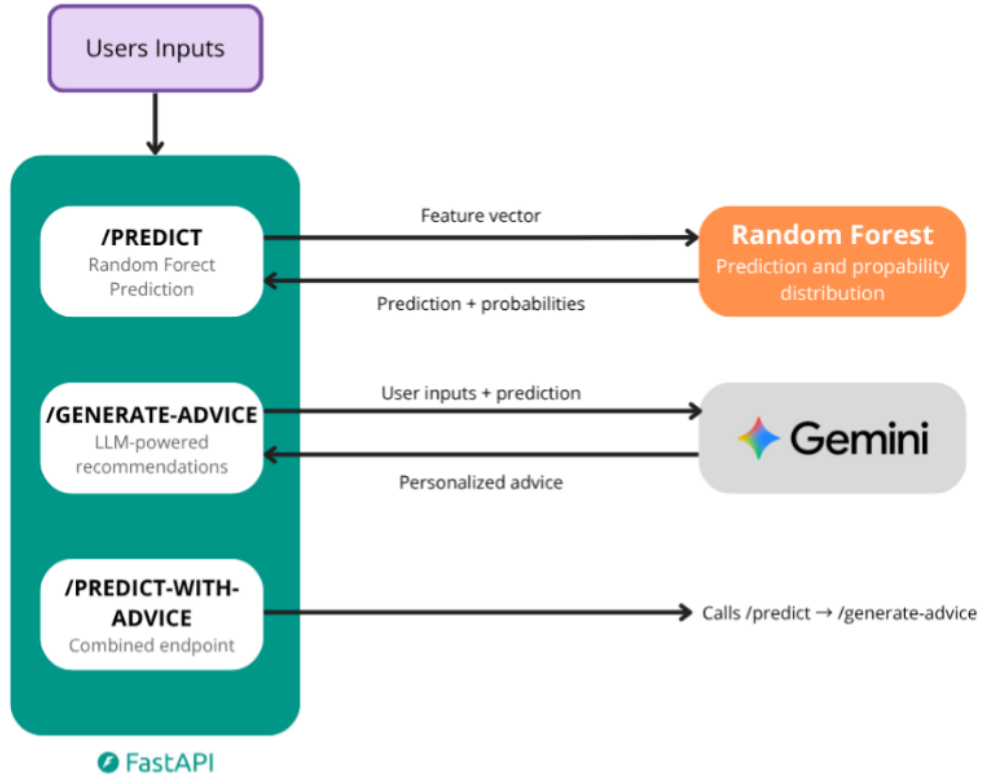 Users Inputs
/PREDICT
Random Forect
Prediction
Feature vector
Prediction + probabilities
Random Forest
Prediction and propability
distribution
/GENERATE-ADVICE
LLM-powered
recommendations
User inputs + prediction
Personalized advice
Gemini
/PREDICT-WITH-
ADVICE
Combined endpoint
Calls /predict → /generate-advice
FastAPI